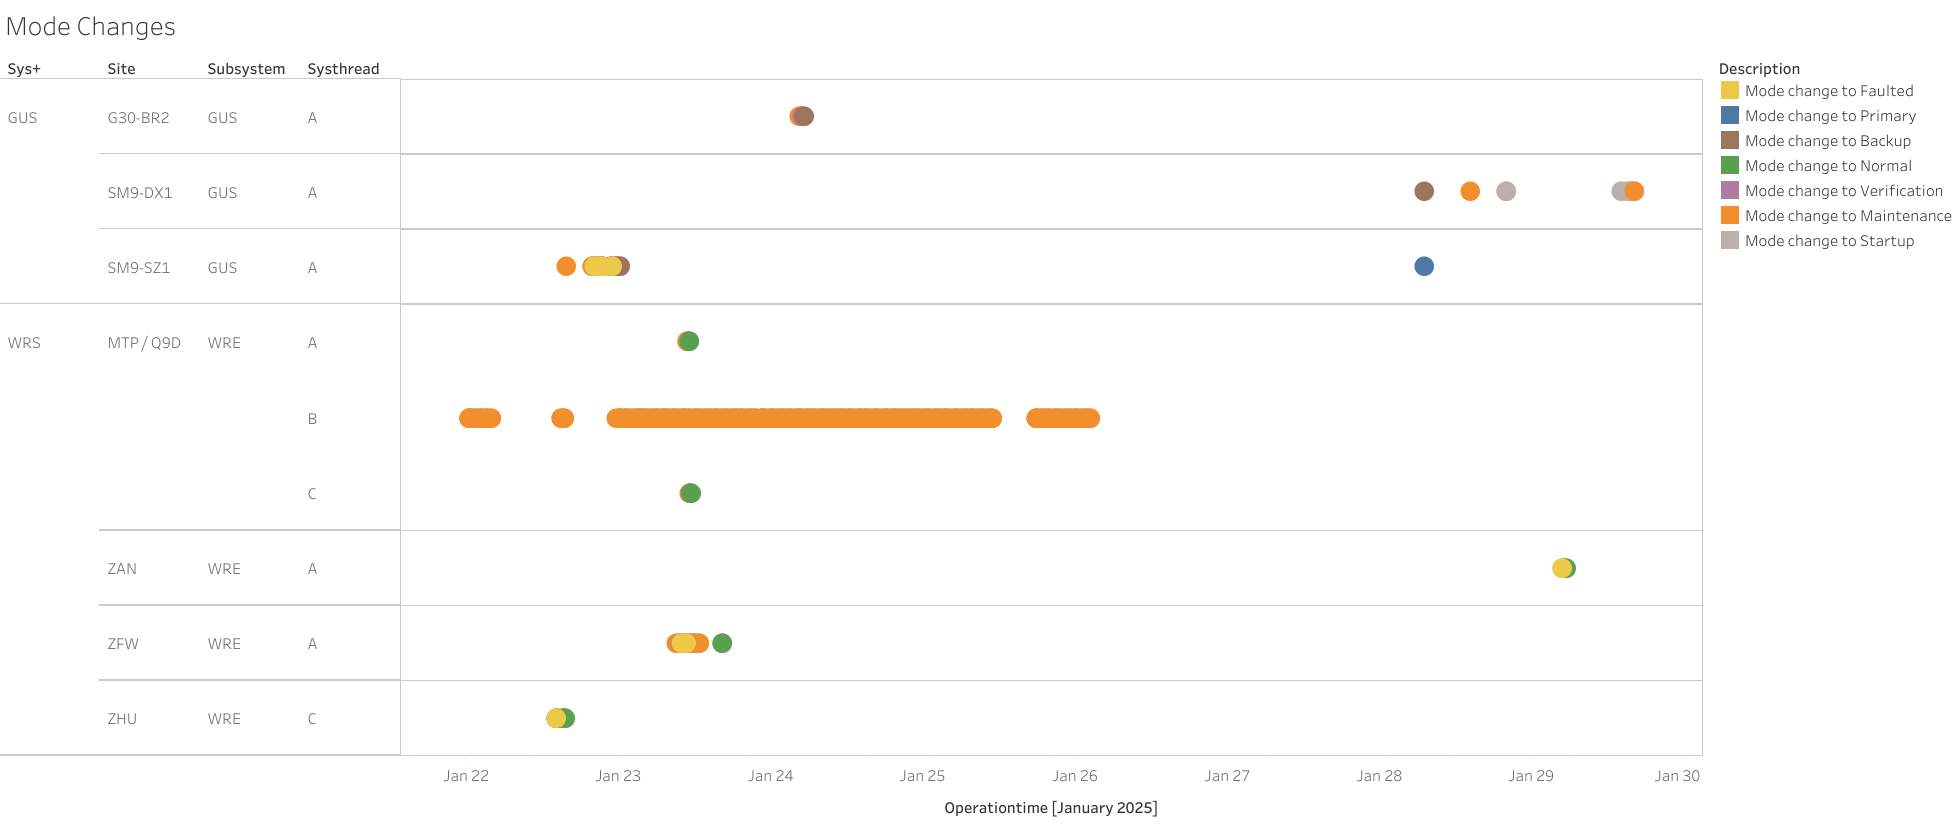 Mode Changes
Sys+ Site Subsystem Systhread Description
Mode change to Faulted
GUS G30-BR2 GUS A Mode change to Primary
Mode change to Backup
Mode change to Normal
SM9-DX1 GUS A Mode change to Verification
Mode change to Maintenance
Mode change to Startup
SM9-SZ1 GUS A
WRS MTP / Q9D WRE A
B
C
ZAN WRE A
ZFW WRE A
ZHU WRE C
Jan 22 Jan 23 Jan 24 Jan 25 Jan 26 Jan 27 Jan 28 Jan 29 Jan 30
Operationtime [January 2025]